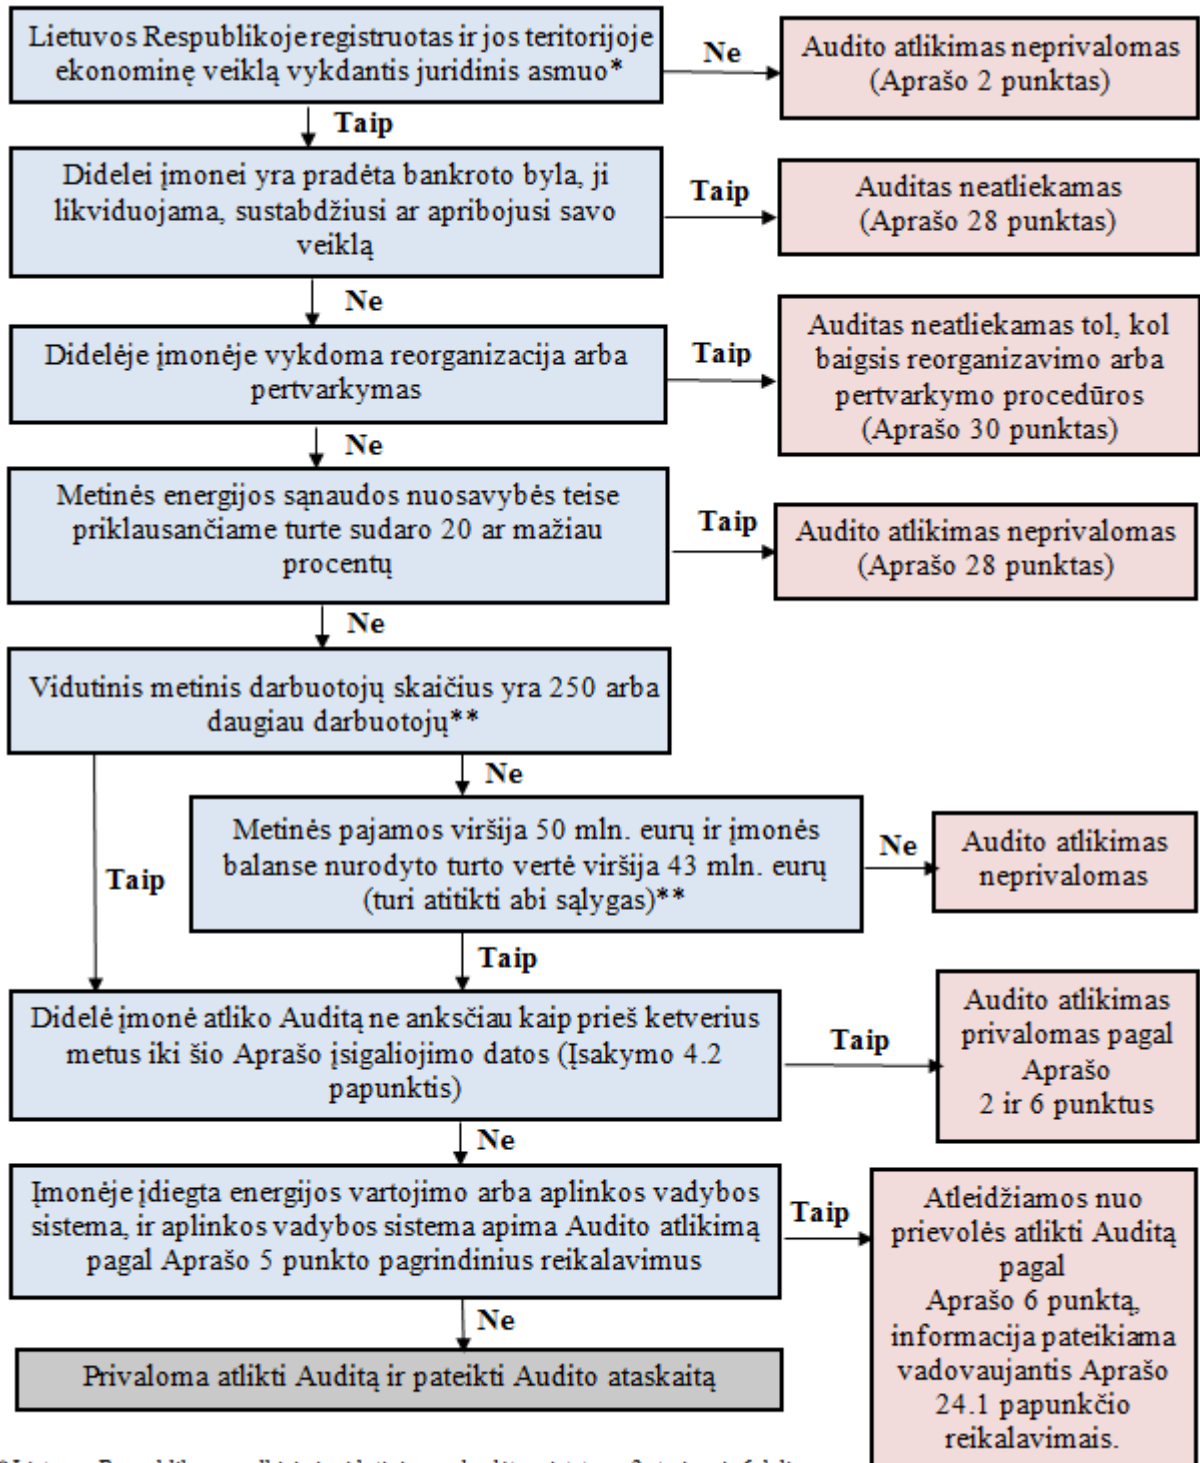 Lietuvos Respublikoje registruotas ir jos teritorijoje
ekonominę veiklą vykdantis juridinis asmuo*
Ne
Audito atlikimas neprivalomas
(Aprašo 2 punktas)
Taip
Didelei įmonei yra pradėta bankroto byla, ji
likviduojama, sustabdžiusi ar apribojusi savo
veiklą
Taip
Auditas neatliekamas
(Aprašo 28 punktas)
Ne
Didelėje įmonėje vykdoma reorganizacija arba
pertvarkymas
Taip
Auditas neatliekamas tol, kol
baigsis reorganizavimo arba
pertvarkymo procedūros
(Aprašo 30 punktas)
Ne
Metinės energijos sąnaudos nuosavybės teise
priklausančiame turte sudaro 20 ar mažiau
procentų
Taip
Audito atlikimas neprivalomas
(Aprašo 28 punktas)
Ne
Vidutinis metinis darbuotojų skaičius yra 250 arba
daugiau darbuotojų**
Ne
Metinės pajamos viršija 50 mln. eurų ir įmonės
balanse nurodyto turto vertė viršija 43 mln. eurų
(turi atitikti abi sąlygas)**
Ne
Audito atlikimas
neprivalomas
Taip
Taip
Didelė įmonė atliko Auditą ne anksčiau kaip prieš ketverius
metus iki šio Aprašo įsigaliojimo datos (Įsakymo 4.2
papunktis)
Taip
Audito atlikimas
privalomas pagal
Aprašo
2 ir 6 punktus
Ne
Įmonėje įdiegta energijos vartojimo arba aplinkos vadybos
sistema, ir aplinkos vadybos sistema apima Audito atlikimą
pagal Aprašo 5 punkto pagrindinius reikalavimus
Taip
Atleidžiamos nuo
prievolės atlikti Auditą
pagal
Aprašo 6 punktą,
informacija pateikiama
vadovaujantis Aprašo
24.1 papunkčio
reikalavimais.
Ne
Privaloma atlikti Auditą ir pateikti Audito ataskaitą